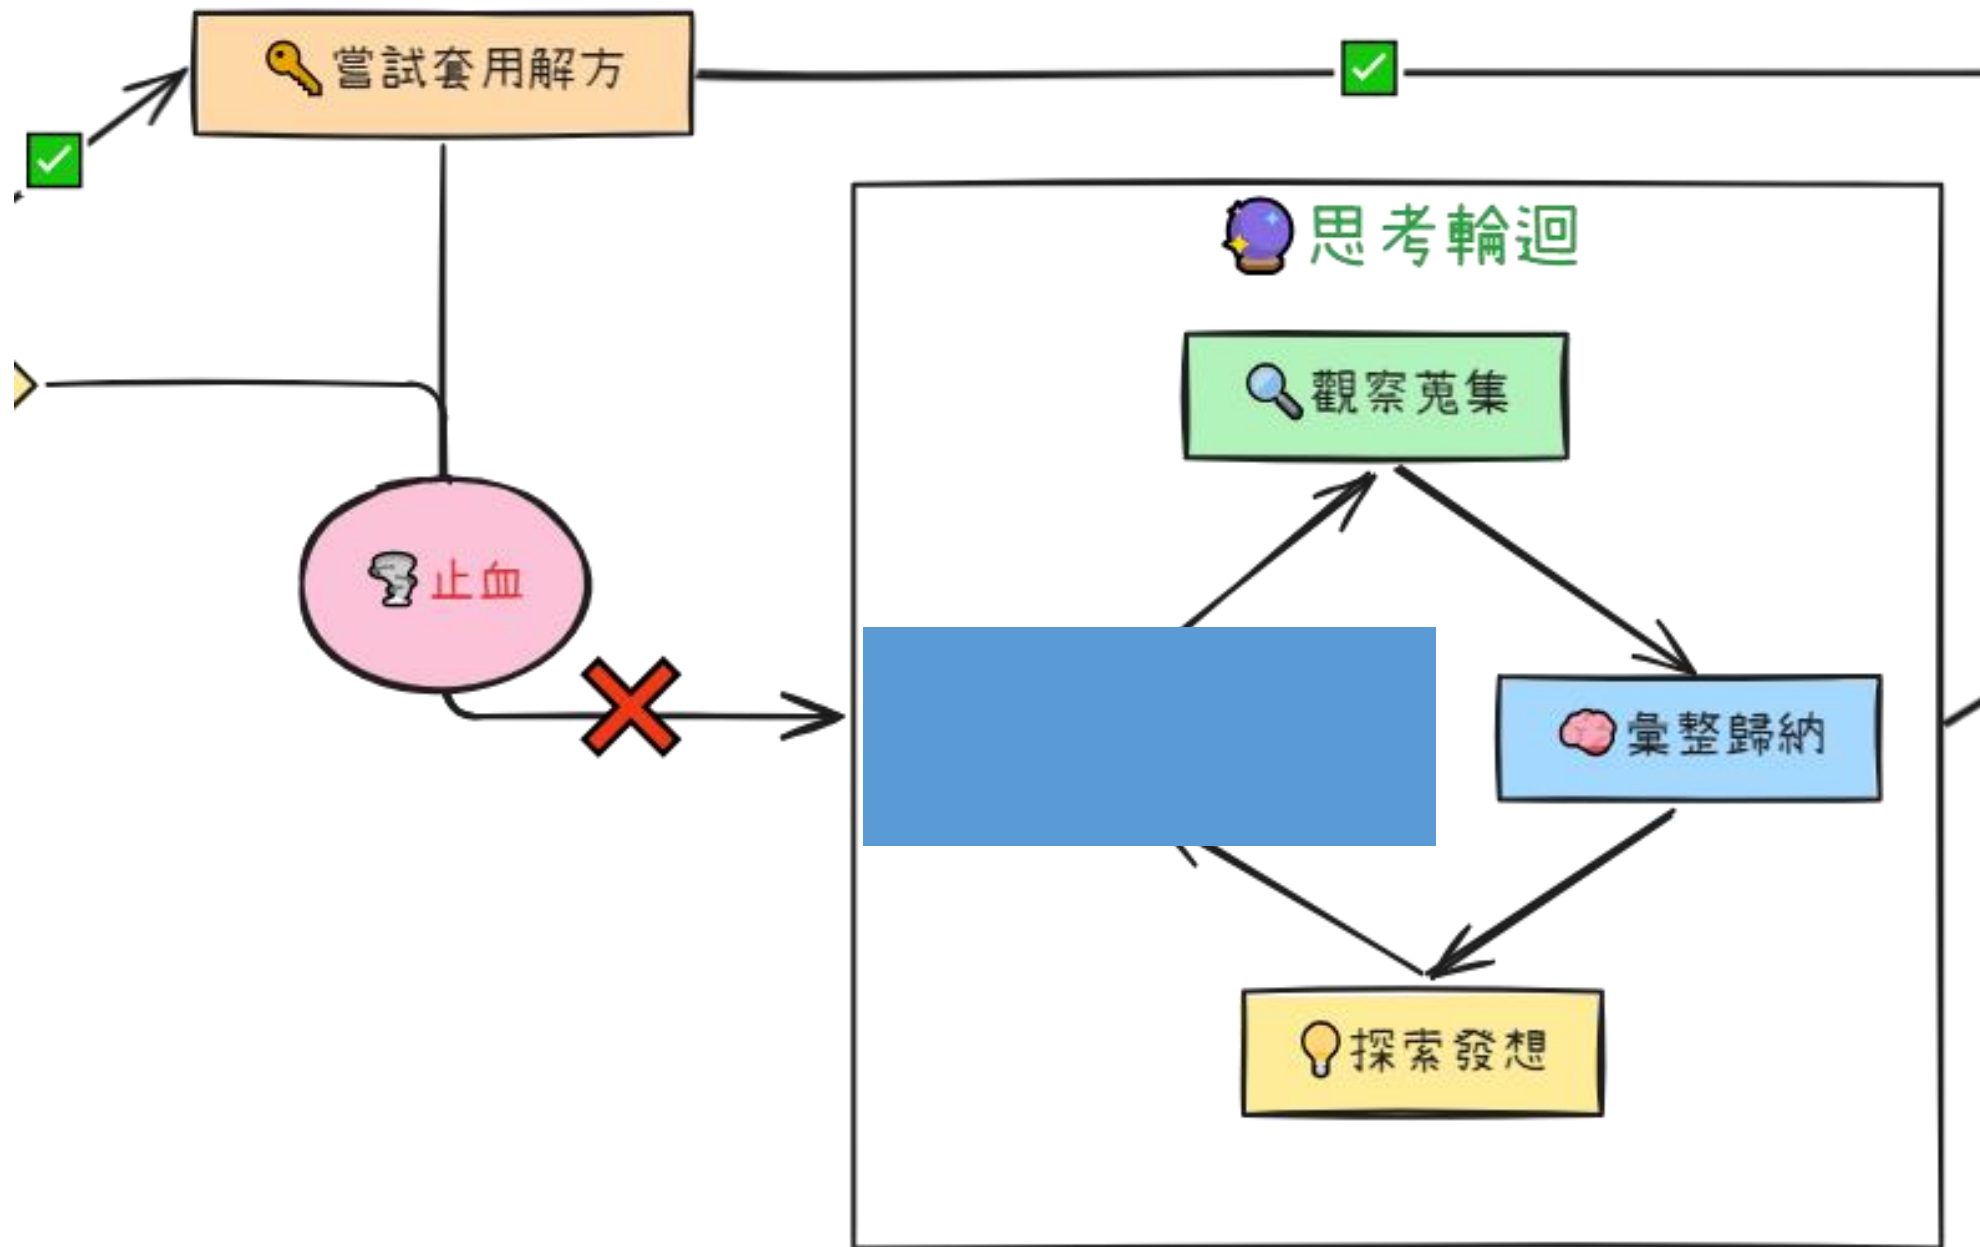 嘗試套用解方
思考輪迴
觀察蒐集
止血
彙整歸納
探索發想